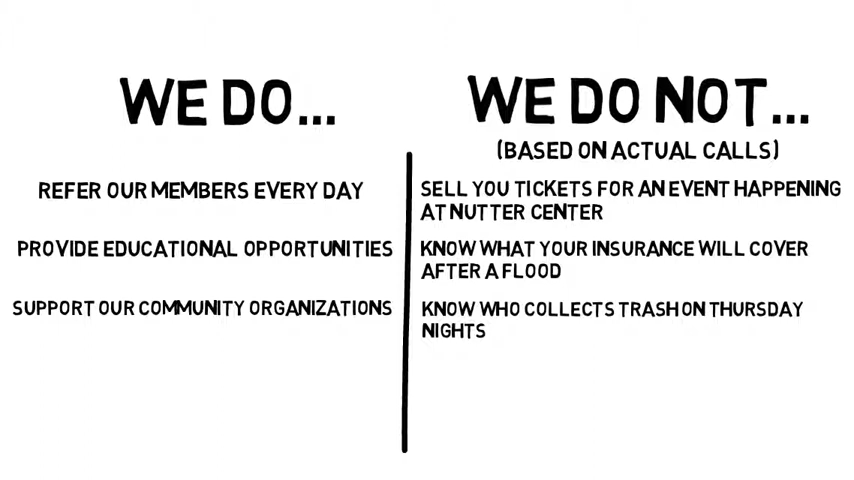 WE DO...
REFER OUR MEMBERS EVERY DAY
PROVIDE EDUCATIONAL OPPORTUNITIES
SUPPORT OUR COMMUNITY ORGANIZATIONS
WE DO NOT...
(BASED ON ACTUAL CALLS)
SELL YOU TICKETS FOR AN EVENT HAPPENING
AT NUTTER CENTER
KNOW WHAT YOUR INSURANCE WILL COVER
AFTER A FLOOD
KNOW WHO COLLECTS TRASH ON THURSDAY
NIGHTS